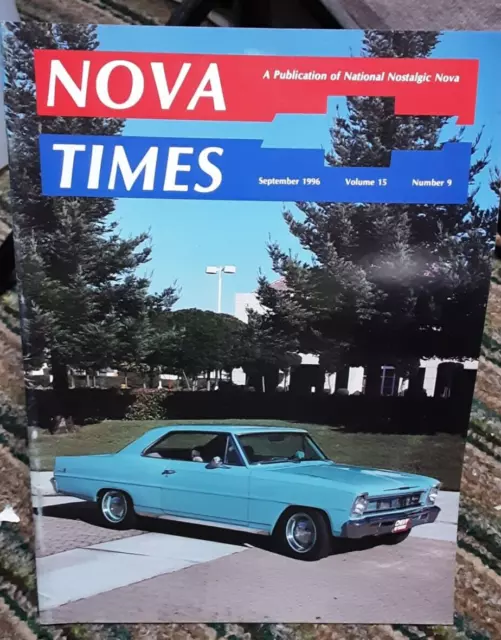 NOVA
A Publication of National Nostalgic Nova
TIMES
September 1996 Volume 15 Number 9